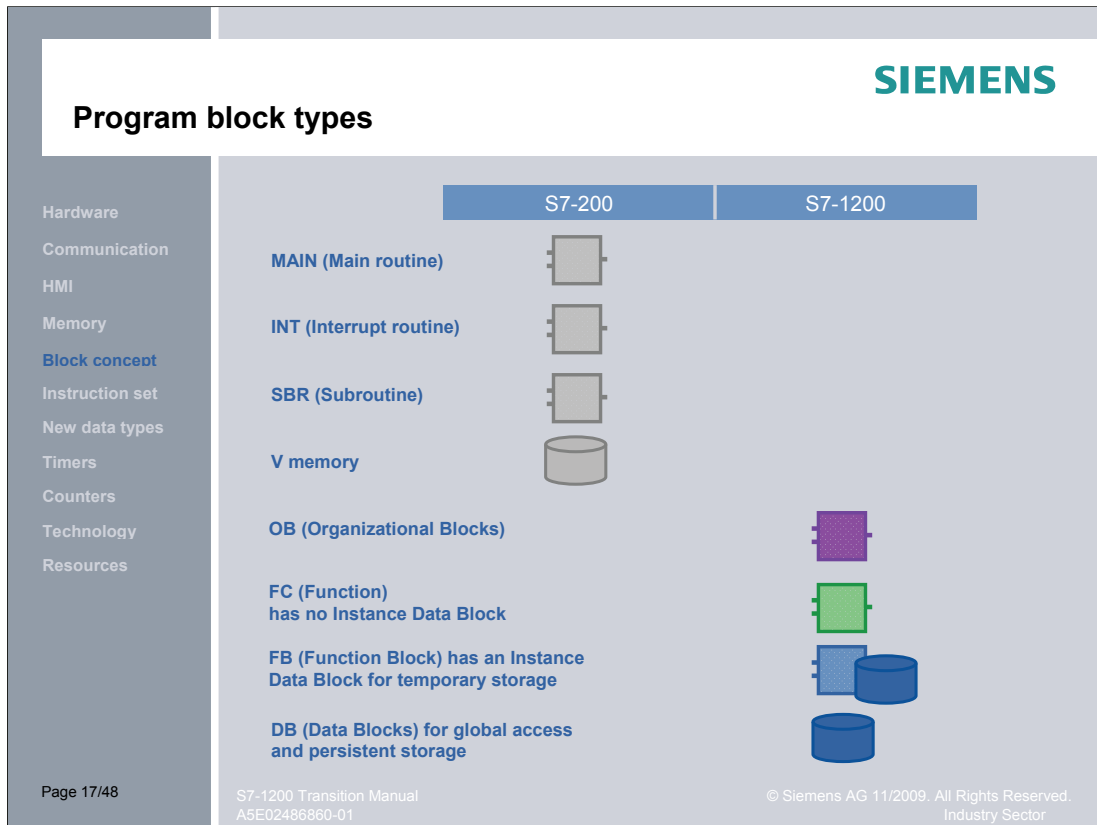 SIEMENS
Program block types
Hardware
Communication
HMI
Memory
Block concept
Instruction set
New data types
Timers
Counters
Technology
Resources
S7-200
S7-1200
MAIN (Main routine)
INT (Interrupt routine)
SBR (Subroutine)
V memory
OB (Organizational Blocks)
FC (Function)
has no Instance Data Block
FB (Function Block) has an Instance
Data Block for temporary storage
DB (Data Blocks) for global access
and persistent storage
Page 17/48
S7-1200 Transition Manual
A5E02486860-01
© Siemens AG 11/2009. All Rights Reserved.
Industry Sector